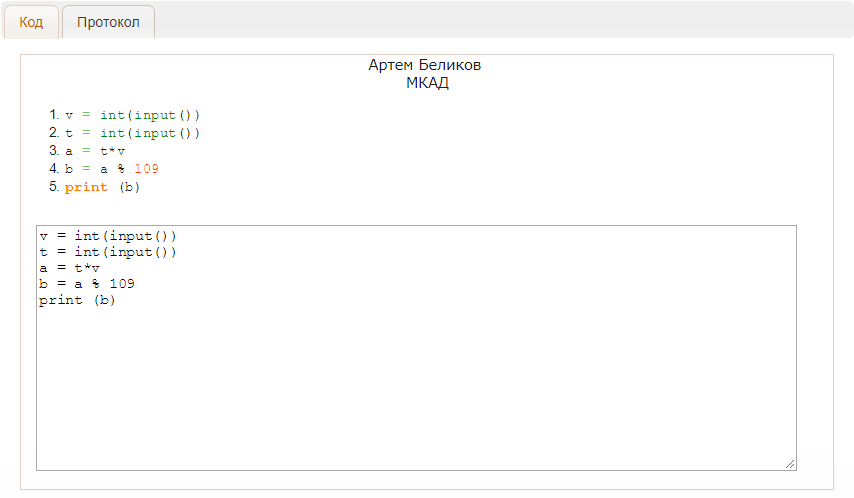 Код
Протокол
Артем Беликов
МКАД
1. v = int(input())
2. t = int(input())
3. a = t*v
4. b = a % 109
5. print (b)
v = int(input())
t = int(input())
a = t*v
b = a % 109
print (b)